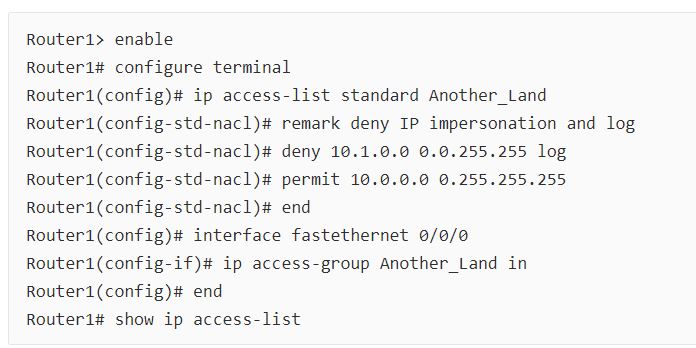 Router1> enable
Router1# configure terminal
Router1(config)# ip access-list standard Another_Land
Router1(config-std-nacl)# remark deny IP impersonation and log
Router1(config-std-nacl)# deny 10.1.0.0 0.0.255.255 log
Router1(config-std-nacl)# permit 10.0.0.0 0.255.255.255
Router1(config-std-nacl)# end
Router1(config)# interface fastethernet 0/0/0
Router1(config-if)# ip access-group Another_Land in
Router1(config)# end
Router1# show ip access-list